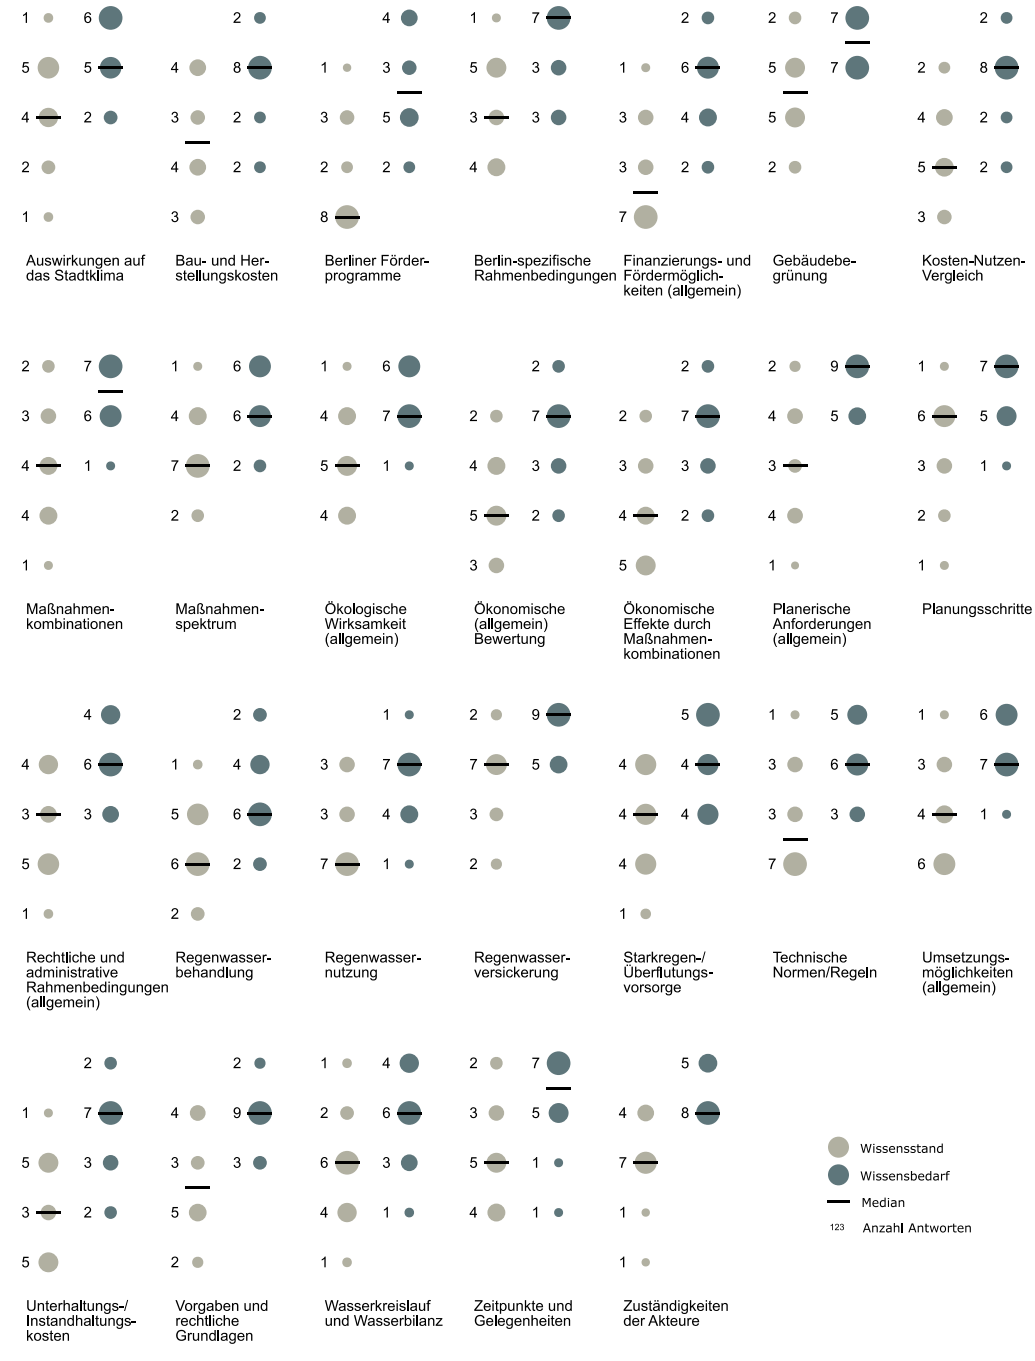 1 6 2 4 1 7 2 2 7 2
5 5 4 8 1 3 5 3 1 6 5 7 2 8
4 2 3 2 3 5 3 3 3 4 5 4 2
2 4 2 2 2 4 3 2 2 5 2
1 3 8 7 3
Auswirkungen auf
das Stadtklima
Bau- und Her-
stellungskosten
Berliner Förder-
programme
Berlin-spezifische
Rahmenbedingungen
Finanzierungs- und
Fördermöglich-
keiten (allgemein)
Gebäudebe-
grünung
Kosten-Nutzen-
Vergleich
2 7 1 6 1 6 2 2 2 9 1 7
3 6 4 6 4 7 2 7 2 7 4 5 6 5
4 1 7 2 5 1 4 3 3 3 3 3 1
4 2 4 5 2 4 2 4 2
1 3 5 1 1
Maßnahmen-
kombinationen
Maßnahmen-
spektrum
Ökologische
Wirksamkeit
(allgemein)
Ökonomische
(allgemein)
Bewertung
Ökonomische
Effekte durch
Maßnahmen-
kombinationen
Planerische
Anforderungen
(allgemein)
Planungsschritte
4 2 1 2 9 5 1 5 1 6
4 6 1 4 3 7 7 5 4 4 3 6 3 7
3 3 5 6 3 4 3 4 4 3 3 4 1
5 6 2 7 1 2 4 7 6
1 2 1
Rechtliche und
administrative
Rahmenbedingungen
(allgemein)
Regenwasser-
behandlung
Regenwasser-
nutzung
Regenwasser-
versickerung
Starkregen-/
Überflutungs-
vorsorge
Technische
Normen/Regeln
Umsetzungs-
möglichkeiten
(allgemein)
2 2 1 4 2 7 5
1 7 4 9 2 6 3 5 4 8
5 3 3 3 6 3 5 1 7
3 2 5 4 1 4 1 1
5 2 1 1
Unterhaltungs-/
Instandhaltungs-
kosten
Vorgaben und
rechtliche
Grundlagen
Wasserkreislauf
und Wasserbilanz
Zeitpunkte und
Gelegenheiten
Zuständigkeiten
der Akteure
Wissensstand
Wissensbedarf
Median
123 Anzahl Antworten